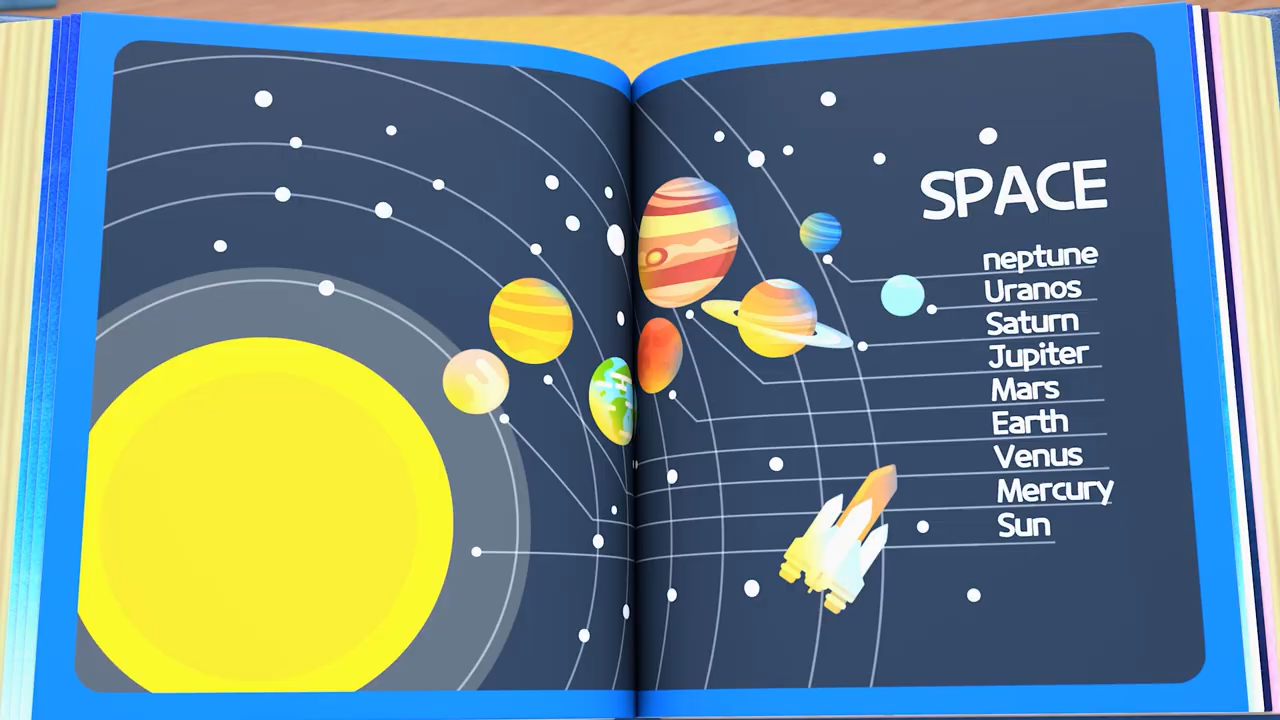 SPACE
neptune
Uranos
Saturn
Jupiter
Mars
Earth
Venus
Mercury
Sun